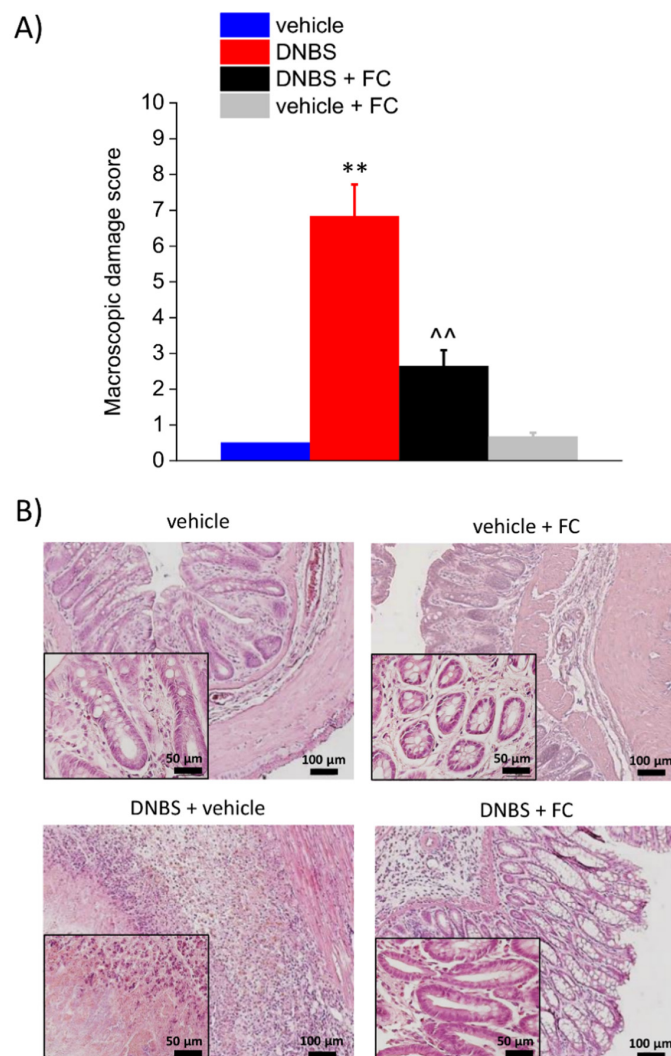 A)
vehicle
DNBS
DNBS + FC
vehicle + FC
10
9
8
7
6
5
4
3
2
1
0
Macroscopic damage score
**
^^
B)
vehicle
vehicle + FC
50 µm
100 µm
50 µm
100 µm
DNBS + vehicle
DNBS + FC
50 µm
100 µm
50 µm
100 µm